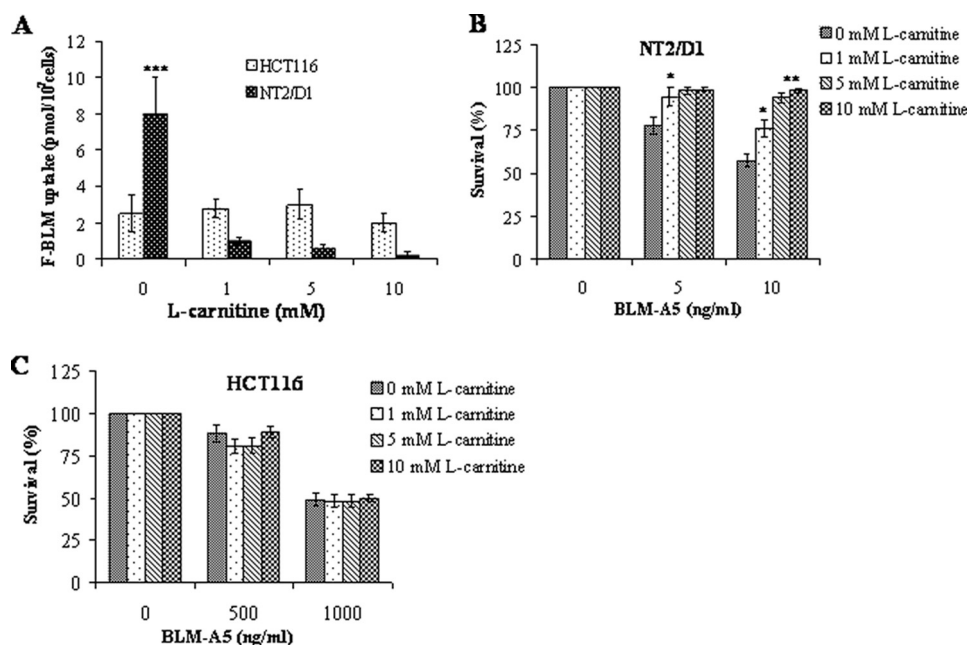 A
F-BLM uptake (pmol/10⁷cells)
12
10
8
6
4
2
0
***
HCT116
NT2/D1
0 1 5 10
L-carnitine (mM)
B
NT2/D1
Survival (%)
125
100
75
50
25
0
*
*
**
0 mM L-carnitine
1 mM L-carnitine
5 mM L-carnitine
10 mM L-carnitine
0 5 10
BLM-A5 (ng/ml)
C
HCT116
Survival (%)
125
100
75
50
25
0
0 mM L-carnitine
1 mM L-carnitine
5 mM L-carnitine
10 mM L-carnitine
0 500 1000
BLM-A5 (ng/ml)